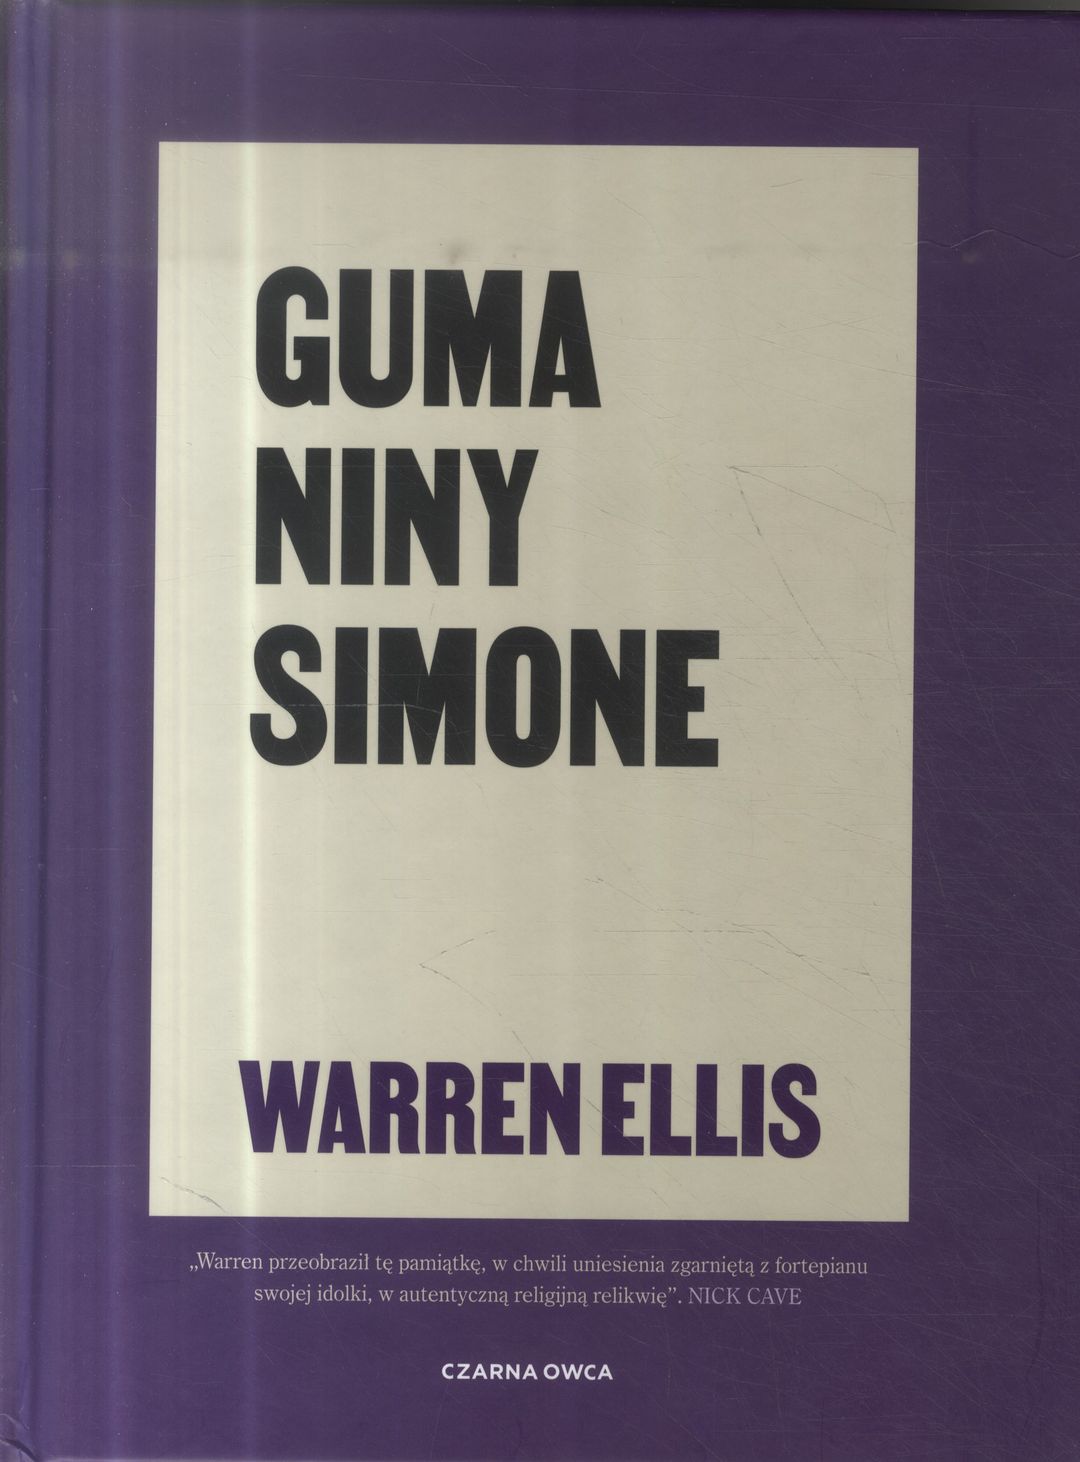 GUMA
NINY
SIMONE
WARREN ELLIS
„Warren przeobraził tę pamiątkę, w chwili uniesienia zgarniętą z fortepianu
swojej idolki, w autentyczną religijną relikwię”. NICK CAVE
CZARNA OWCA